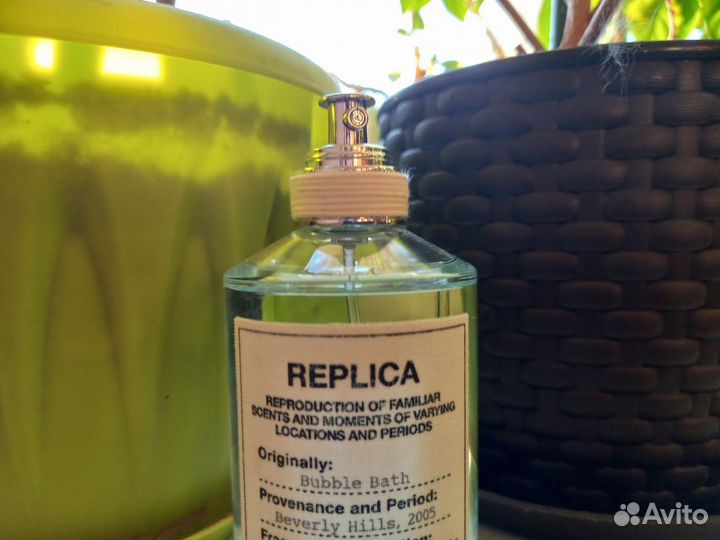 REPLICA
REPRODUCTION OF FAMILIAR
SCENTS AND MOMENTS OF VARYING
LOCATIONS AND PERIODS
Originally:
Bubble Bath
Provenance and Period:
Beverly Hills, 2005
Avito